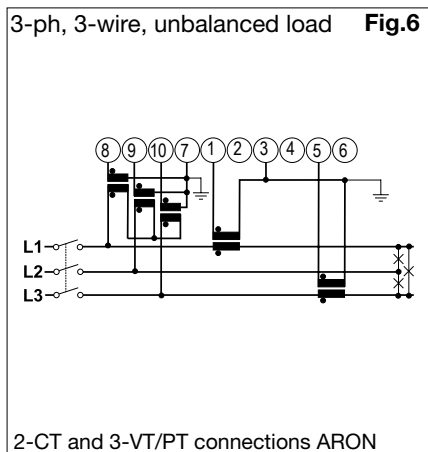 3-ph, 3-wire, unbalanced load Fig.6
8 9 10 7 1 2 3 4 5 6
L1
L2
L3
2-CT and 3-VT/PT connections ARON